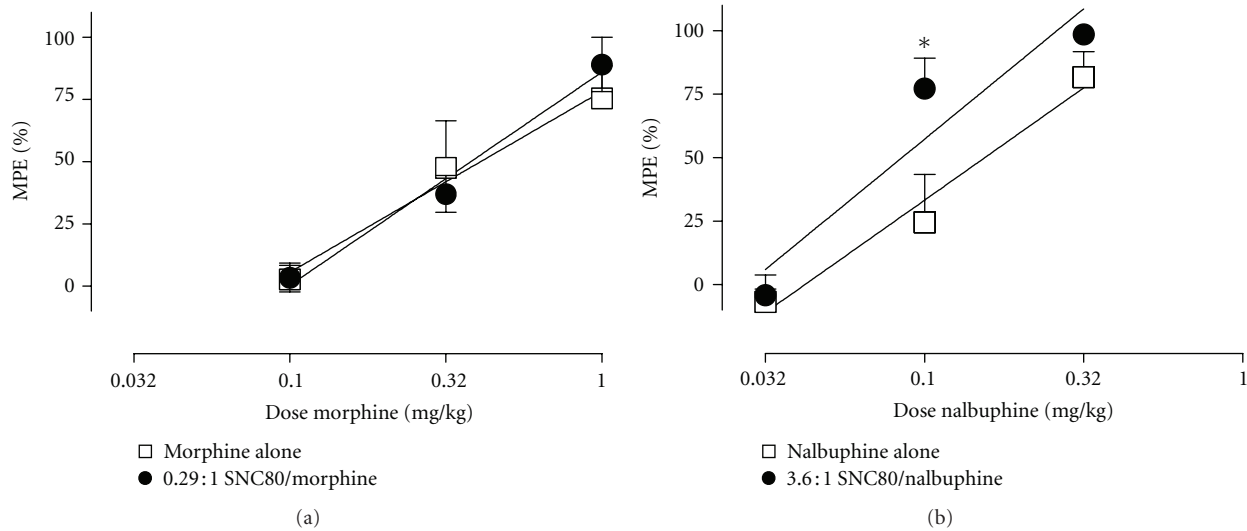 100
75
50
25
0
MPE (%)
0.032 0.1 0.32 1
Dose morphine (mg/kg)
Morphine alone
0.29:1 SNC80/morphine
(a)
100
75
50
25
0
MPE (%)
*
0.032 0.1 0.32 1
Dose nalbuphine (mg/kg)
Nalbuphine alone
3.6:1 SNC80/nalbuphine
(b)